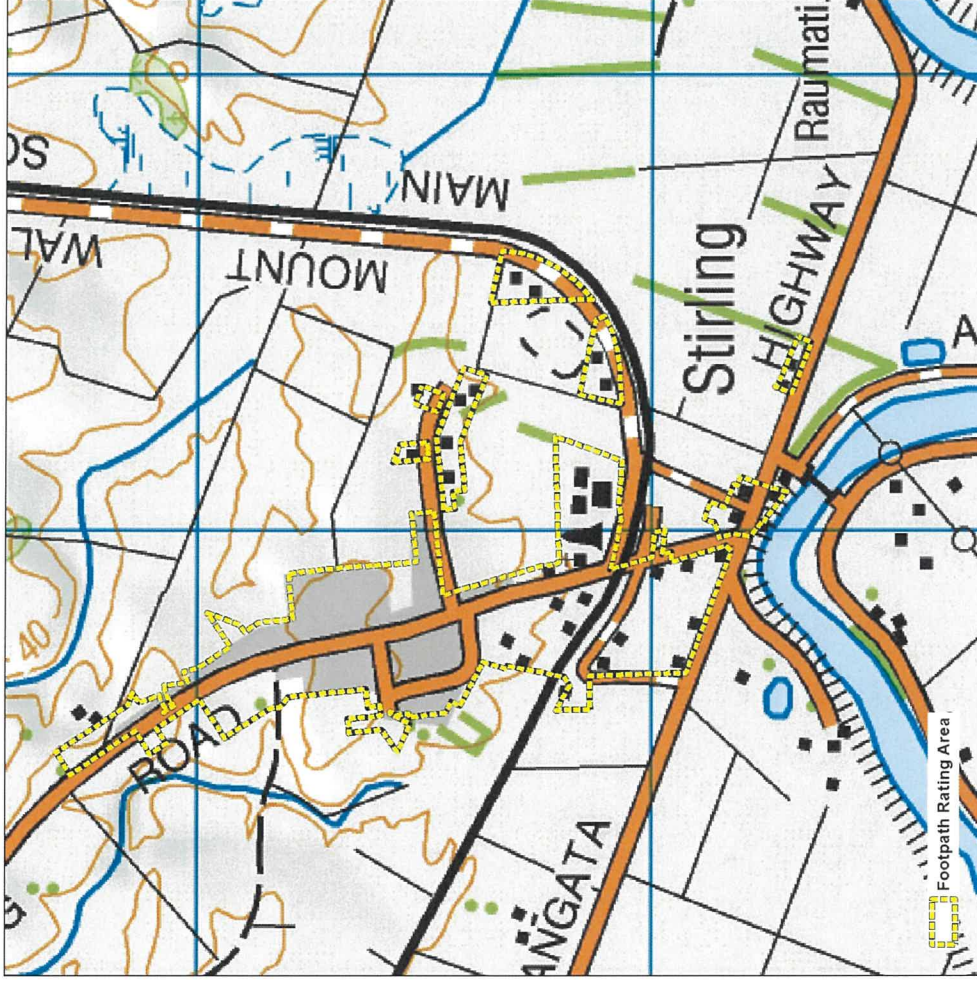 SO
WAL
MOUNT
MAIN
Raumati
HIGHWAY
Stirling
A
40
ROAD
ANGATA
g
Footpath Rating Area